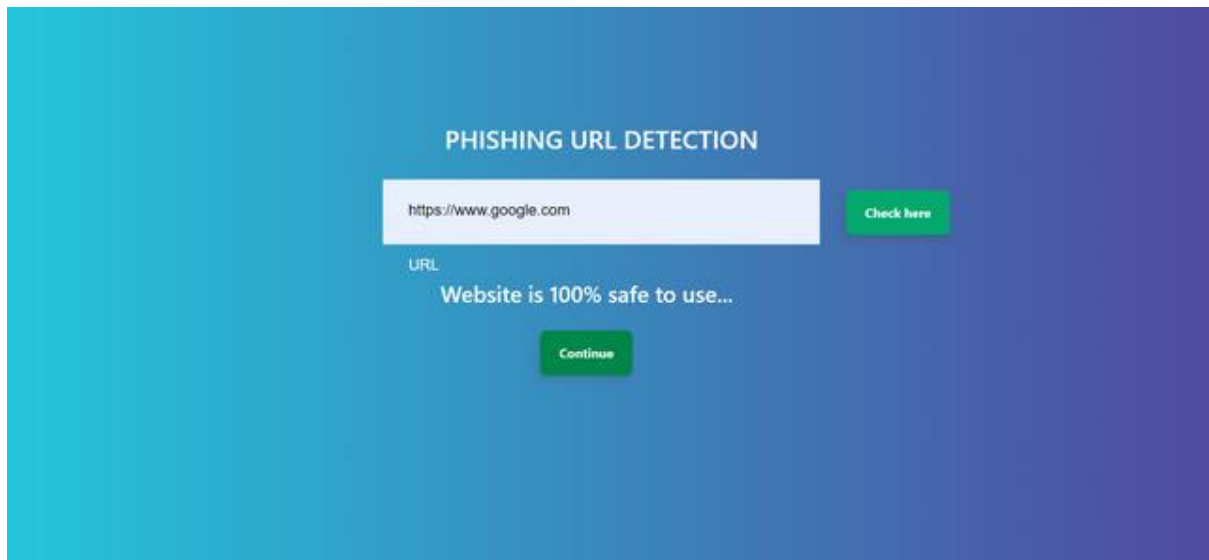 PHISHING URL DETECTION
https://www.google.com
Check here
URL
Website is 100% safe to use...
Continue